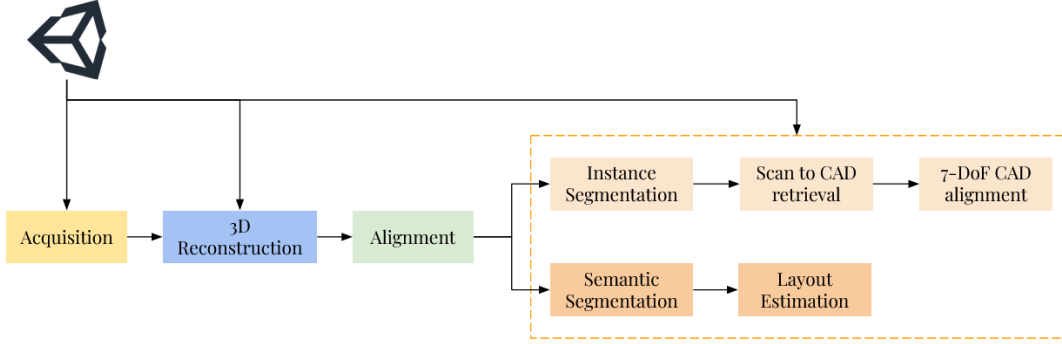 Acquisition
3D
Reconstruction
Alignment
Instance
Segmentation
Scan to CAD
retrieval
7-DoF CAD
alignment
Semantic
Segmentation
Layout
Estimation